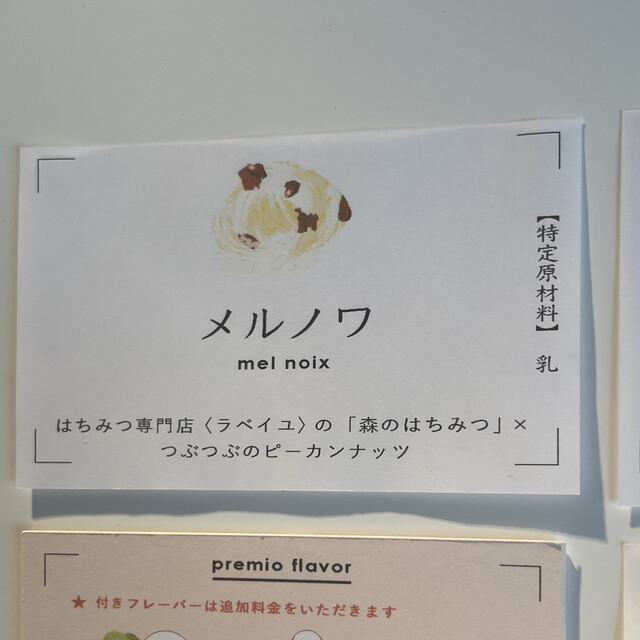 メルノワ
mel noix
はちみつ専門店〈ラベイユ〉の「森のはちみつ」×
つぶつぶのピーカンナッツ
【特定原材料】 乳
premio flavor
★ 付きフレーバーは追加料金をいただきます